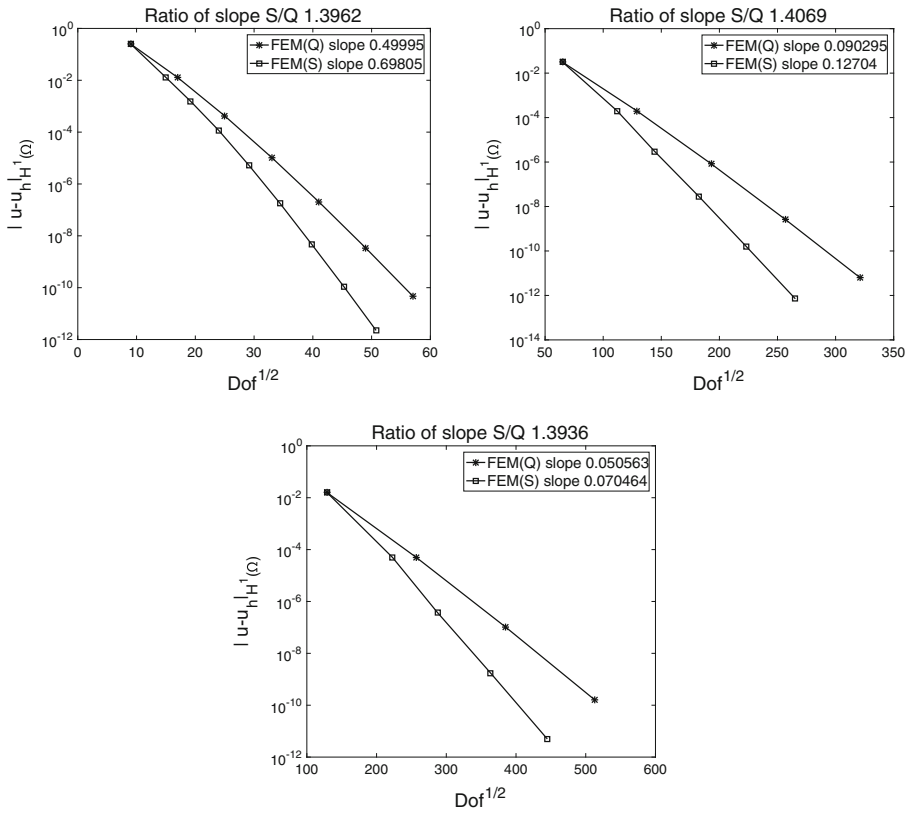 Ratio of slope S/Q 1.3962
FEM(Q) slope 0.49995
FEM(S) slope 0.69805
10^0
10^-2
10^-4
10^-6
10^-8
10^-10
10^-12
| u-u_h|_H^1(Ω)
0 10 20 30 40 50 60
Dof^1/2
Ratio of slope S/Q 1.4069
FEM(Q) slope 0.090295
FEM(S) slope 0.12704
10^0
10^-2
10^-4
10^-6
10^-8
10^-10
10^-12
10^-14
| u-u_h|_H^1(Ω)
50 100 150 200 250 300 350
Dof^1/2
Ratio of slope S/Q 1.3936
FEM(Q) slope 0.050563
FEM(S) slope 0.070464
10^0
10^-2
10^-4
10^-6
10^-8
10^-10
10^-12
| u-u_h|_H^1(Ω)
100 200 300 400 500 600
Dof^1/2